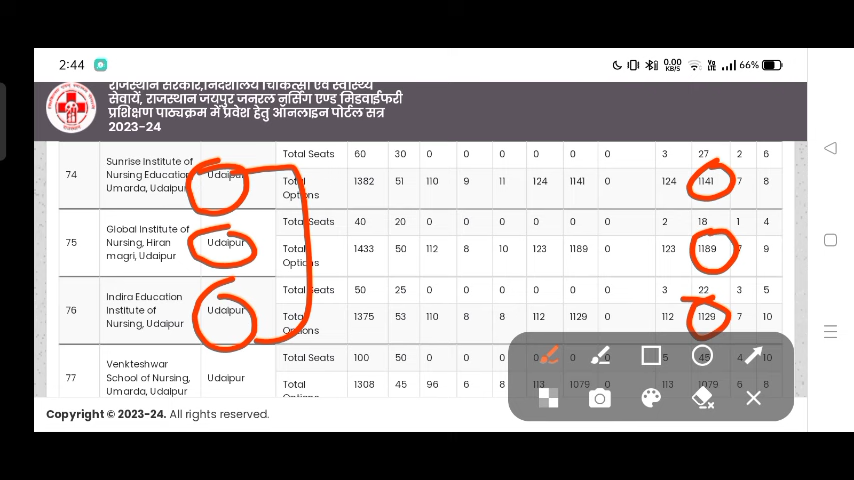 2:44 0.00 KB/S 66%
राजस्थान सरकार,निदेशालय चिकित्सा एवं स्वास्थ्य
सेवायें, राजस्थान जयपुर जनरल नर्सिंग एण्ड मिडवाईफरी
प्रशिक्षण पाठ्यक्रम में प्रवेश हेतु ऑनलाइन पोर्टल सत्र
2023-24
74 Sunrise Institute of Nursing Education Umarda, Udaipur Udaipur
Total Seats 60 30 0 0 0 0 0 0 3 27 2 6
Total Options 1382 51 110 9 11 124 1141 0 124 1141 7 8
75 Global Institute of Nursing, Hiran magri, Udaipur Udaipur
Total Seats 40 20 0 0 0 0 0 0 2 18 1 4
Total Options 1433 50 112 8 10 123 1189 0 123 1189 7 9
76 Indira Education Institute of Nursing, Udaipur Udaipur
Total Seats 50 25 0 0 0 0 0 0 3 22 3 5
Total Options 1375 53 110 8 8 112 1129 0 112 1129 7 10
77 Venkteshwar School of Nursing, Umarda, Udaipur Udaipur
Total Seats 100 50 0 0 0 0 0 0 5 45 4 10
Total 1308 45 96 6 8 113 1079 0 113 1079 6 8
Copyright © 2023-24. All rights reserved.